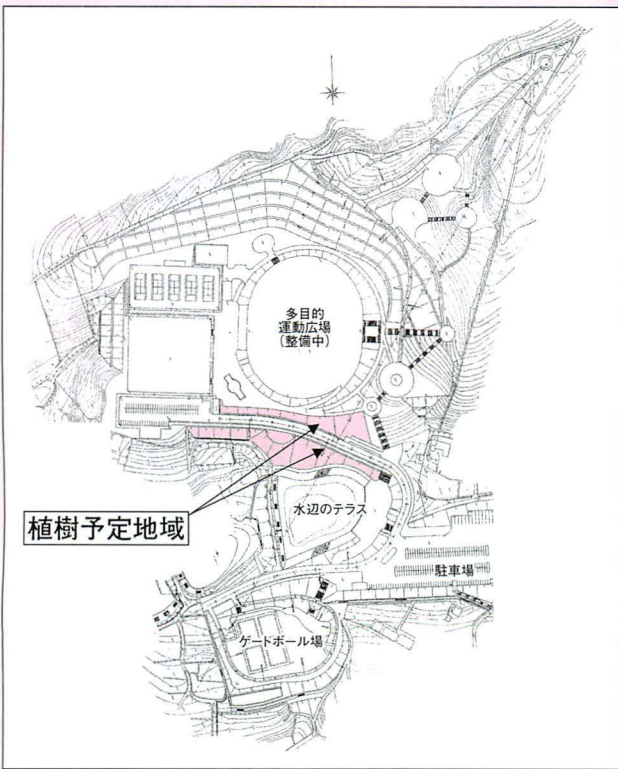 多目的
運動広場
(整備中)
植樹予定地域
水辺のテラス
駐車場
ゲートボール場